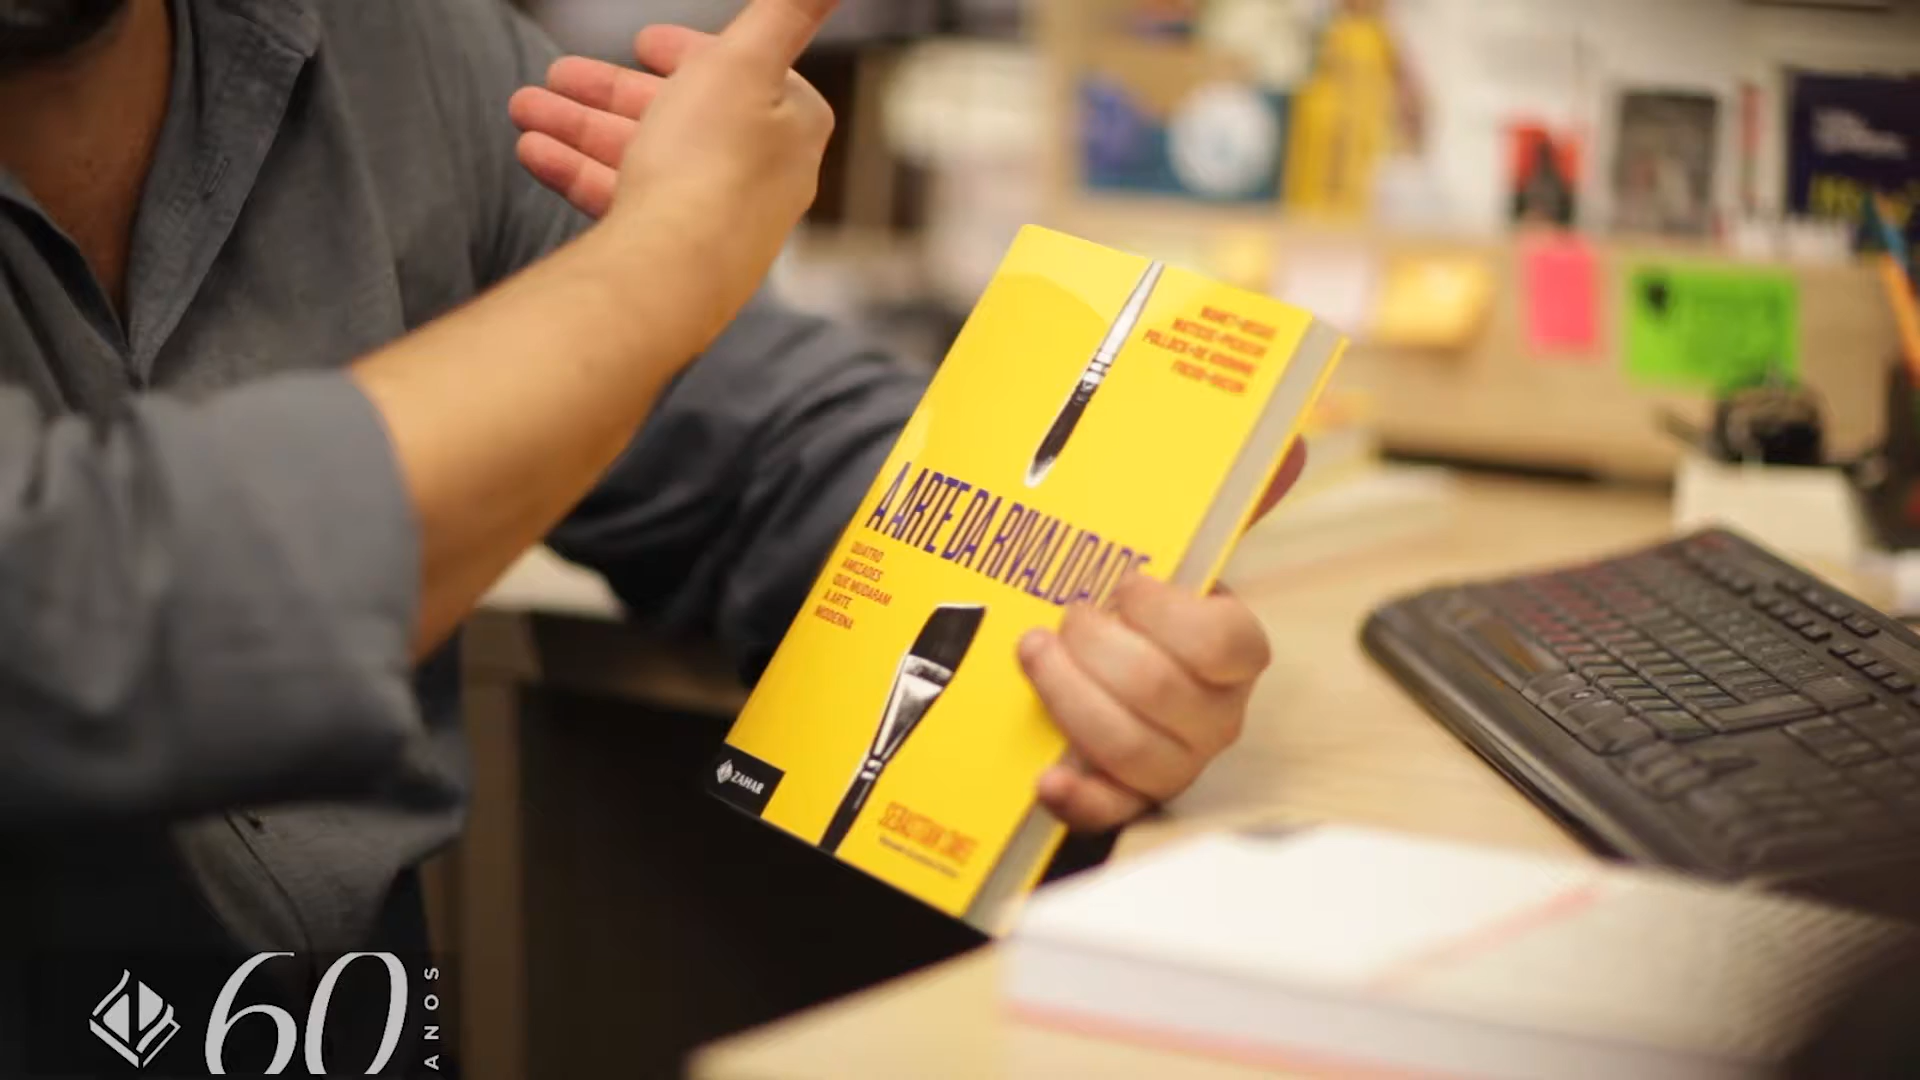 MANET E DEGAS
MATISSE E PICASSO
POLLOCK E DE KOONING
FREUD E BACON
A ARTE DA RIVALIDADE
QUATRO
AMIZADES
QUE MUDARAM
A ARTE
MODERNA
ZAHAR
SEBASTIAN SMEE
60
ANOS